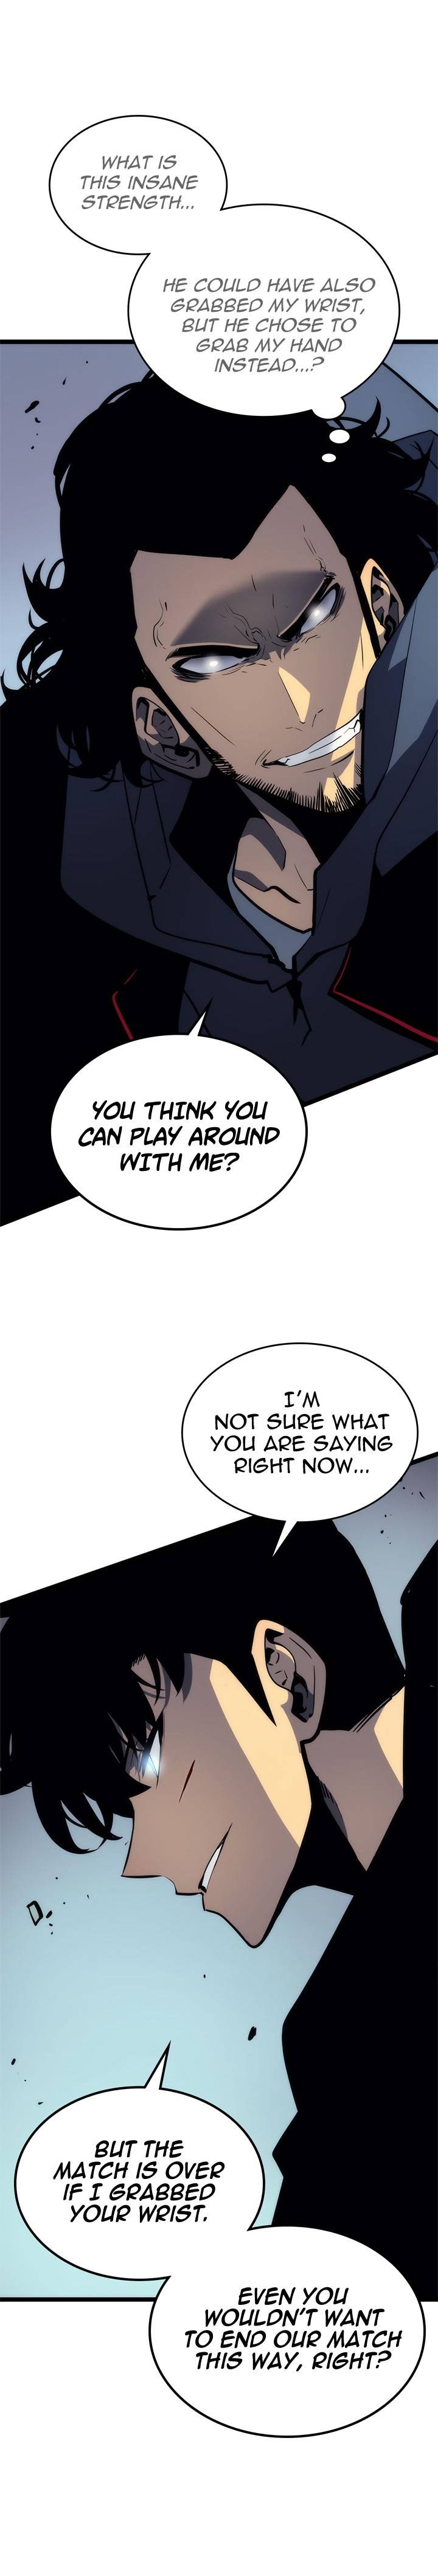 WHAT IS
THIS INSANE
STRENGTH...
HE COULD HAVE ALSO
GRABBED MY WRIST,
BUT HE CHOSE TO
GRAB MY HAND
INSTEAD...?
YOU THINK YOU
CAN PLAY AROUND
WITH ME?
I'M
NOT SURE WHAT
YOU ARE SAYING
RIGHT NOW...
BUT THE
MATCH IS OVER
IF I GRABBED
YOUR WRIST.
EVEN YOU
WOULDN'T WANT
TO END OUR MATCH
THIS WAY, RIGHT?